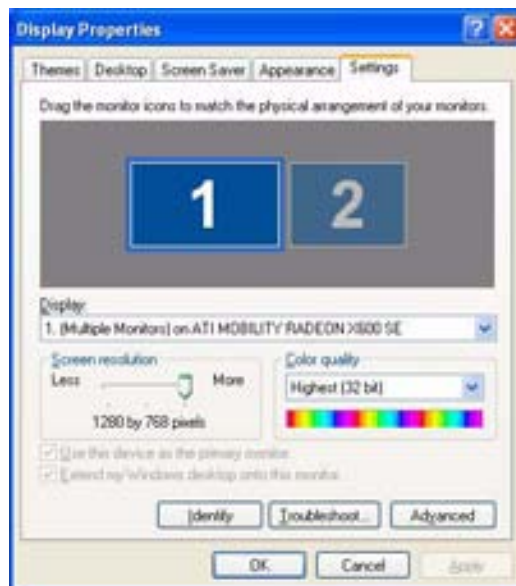 Display Properties
Themes Desktop Screen Saver Appearance Settings
Drag the monitor icons to match the physical arrangement of your monitors.
1 2
Display:
1. (Multiple Monitors) on ATI MOBILITY RADEON X600 SE
Screen resolution
Less More
1280 by 768 pixels
Color quality
Highest (32 bit)
Use this device as the primary monitor.
Extend my Windows desktop onto this monitor.
Identify Troubleshoot... Advanced
OK Cancel Apply